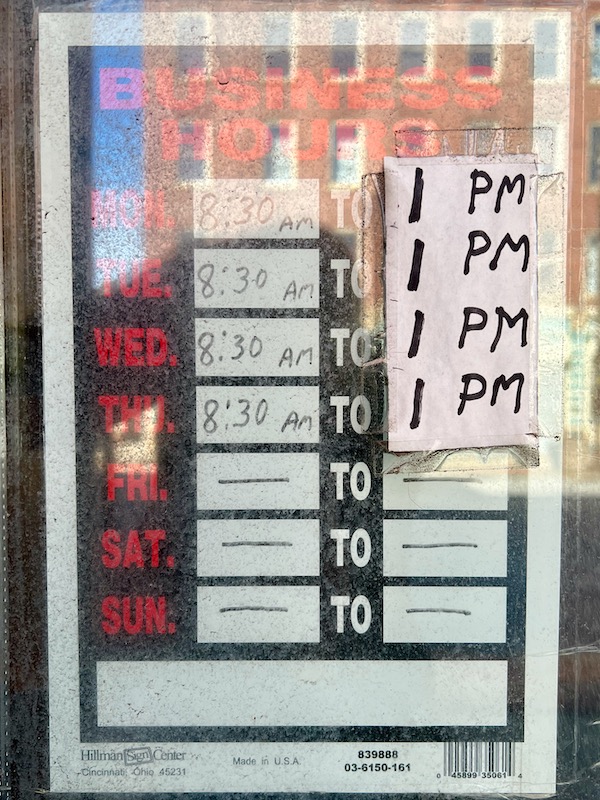 BUSINESS
HOURS
MON. 8:30 AM TO 1 PM
TUE. 8:30 AM TO 1 PM
WED. 8:30 AM TO 1 PM
THU. 8:30 AM TO 1 PM
FRI. — TO —
SAT. — TO —
SUN. — TO —
Hillman Sign Center Made in U.S.A. 839888
Cincinnati, Ohio 45231 03-6150-161
0 45899 35061 4